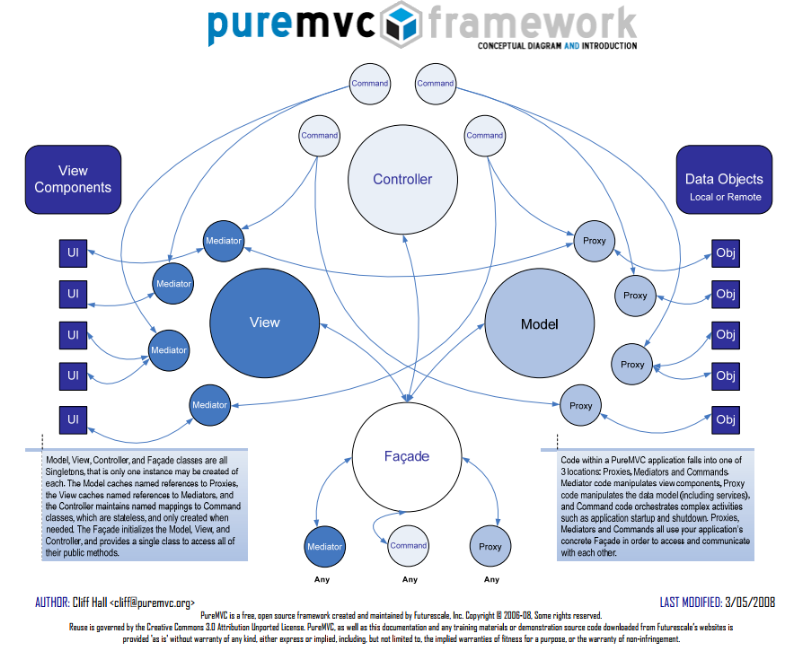 puremvc framework
CONCEPTUAL DIAGRAM AND INTRODUCTION
Command
Command
Command
Command
Controller
View
Components
Data Objects
Local or Remote
Mediator
Proxy
UI
Obj
Mediator
Proxy
UI
Obj
View
Model
UI
Obj
Mediator
Proxy
UI
Obj
Mediator
Proxy
UI
Obj
Façade
Model, View, Controller, and Façade classes are all
Singletons, that is only one instance may be created of
each. The Model caches named references to Proxies,
the View caches named references to Mediators, and
the Controller maintains named mappings to Command
classes, which are stateless, and only created when
needed. The Façade initializes the Model, View, and
Controller, and provides a single class to access all of
their public methods.
Code within a PureMVC application falls into one of
3 locations: Proxies, Mediators and Commands.
Mediator code manipulates view components, Proxy
code manipulates the data model (including services),
and Command code orchestrates complex activities
such as application startup and shutdown. Proxies,
Mediators and Commands all use your application's
concrete Façade in order to access and communicate
with each other.
Mediator
Command
Proxy
Any
Any
Any
AUTHOR: Cliff Hall <cliff@puremvc.org>
LAST MODIFIED: 3/05/2008
PureMVC is a free, open source framework created and maintained by Futurescale, Inc. Copyright © 2006-08, Some rights reserved.
Reuse is governed by the Creative Commons 3.0 Attribution Unported License. PureMVC, as well as this documentation and any training materials or demonstration source code downloaded from Futurescale's websites is
provided 'as is' without warranty of any kind, either express or implied, including, but not limited to, the implied warranties of fitness for a purpose, or the warranty of non-infringement.